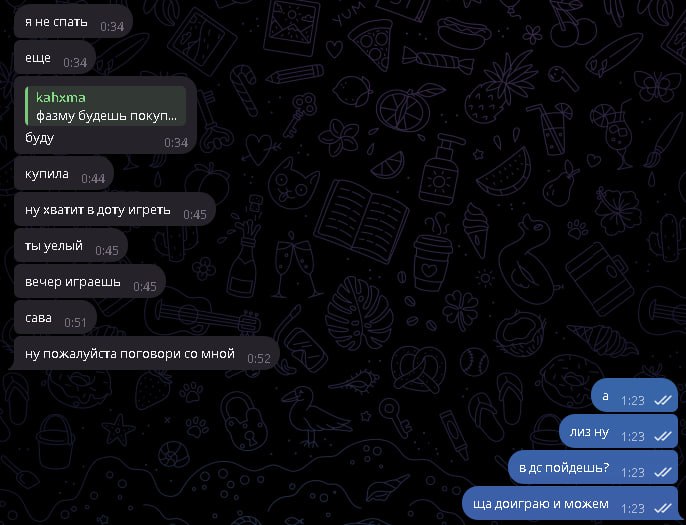 я не спать 0:34
еще 0:34
kahxma
фазму будешь покуп...
буду 0:34
купила 0:44
ну хватит в доту игреть 0:45
ты уелый 0:45
вечер играешь 0:45
сава 0:51
ну пожалуйста поговори со мной 0:52
а 1:23
лиз ну 1:23
в дс пойдешь? 1:23
ща доиграю и можем 1:23